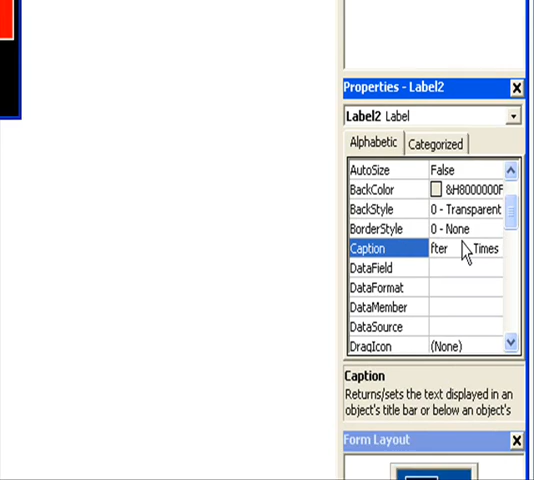 Properties - Label2
Label2 Label
Alphabetic Categorized
AutoSize False
BackColor &H8000000F
BackStyle 0 - Transparent
BorderStyle 0 - None
Caption fter Times
DataField
DataFormat
DataMember
DataSource
DragIcon (None)
Caption
Returns/sets the text displayed in an
object's title bar or below an object's
Form Layout